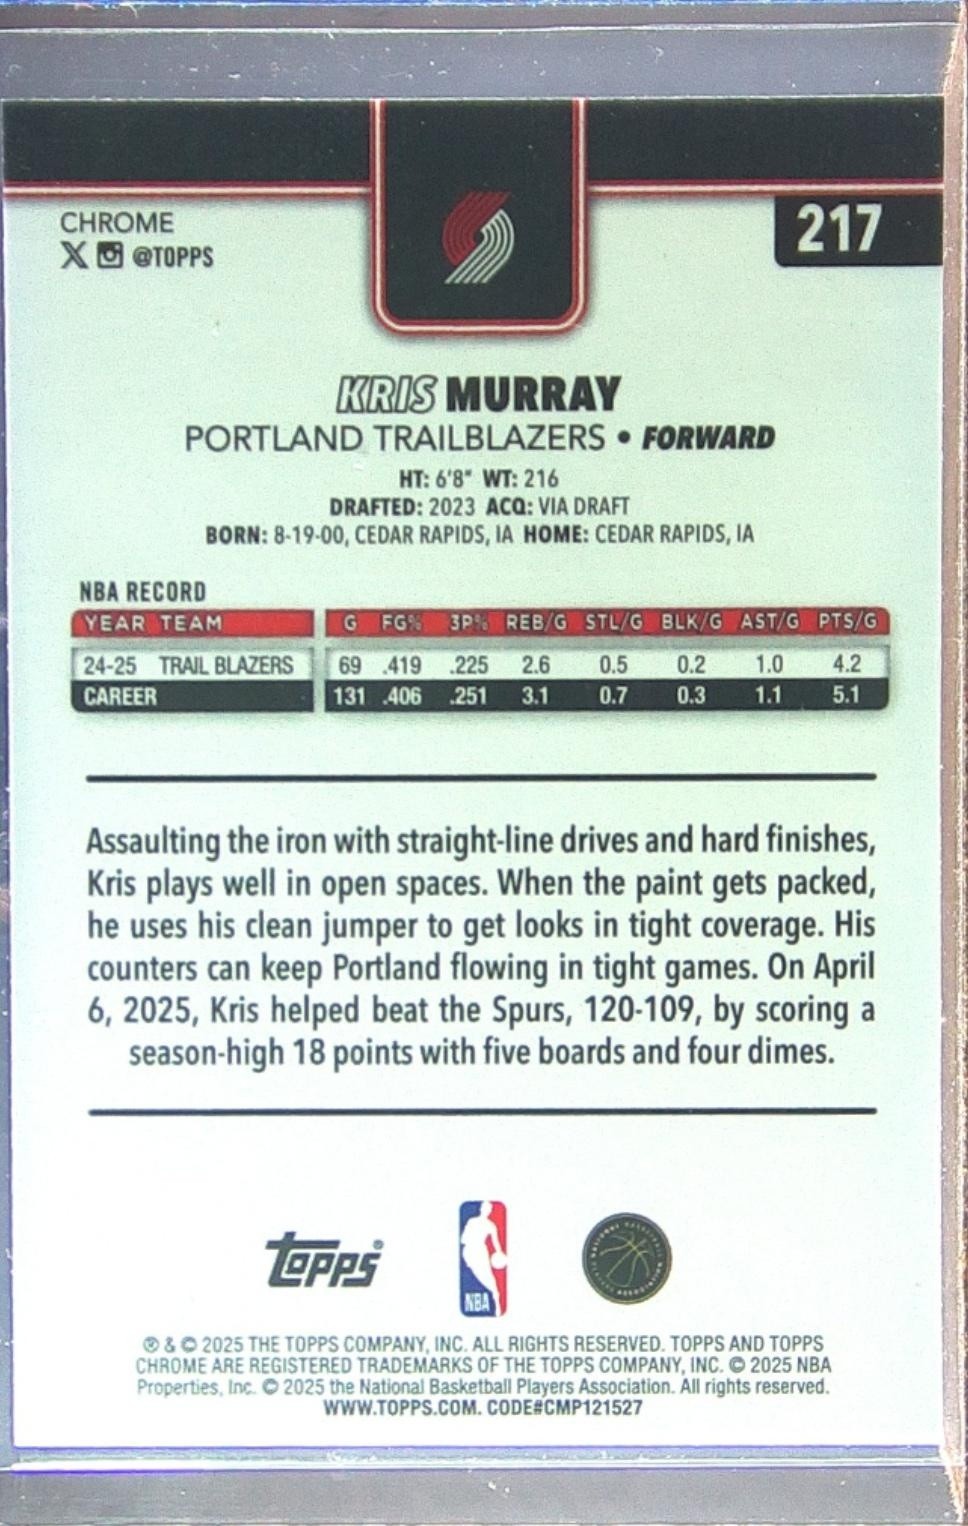 CHROME
217
X @TOPPS
KRIS MURRAY
PORTLAND TRAILBLAZERS • FORWARD
HT: 6'8" WT: 216
DRAFTED: 2023 ACQ: VIA DRAFT
BORN: 8-19-00, CEDAR RAPIDS, IA HOME: CEDAR RAPIDS, IA
NBA RECORD
YEAR TEAM G FG% 3P% REB/G STL/G BLK/G AST/G PTS/G
24-25 TRAIL BLAZERS 69 .419 .225 2.6 0.5 0.2 1.0 4.2
CAREER 131 .406 .251 3.1 0.7 0.3 1.1 5.1
Assaulting the iron with straight-line drives and hard finishes,
Kris plays well in open spaces. When the paint gets packed,
he uses his clean jumper to get looks in tight coverage. His
counters can keep Portland flowing in tight games. On April
6, 2025, Kris helped beat the Spurs, 120-109, by scoring a
season-high 18 points with five boards and four dimes.
Topps®
NBA
NATIONAL BASKETBALL PLAYERS ASSOCIATION
® & © 2025 THE TOPPS COMPANY, INC. ALL RIGHTS RESERVED. TOPPS AND TOPPS
CHROME ARE REGISTERED TRADEMARKS OF THE TOPPS COMPANY, INC. © 2025 NBA
Properties, Inc. © 2025 the National Basketball Players Association. All rights reserved.
WWW.TOPPS.COM. CODE#CMP121527